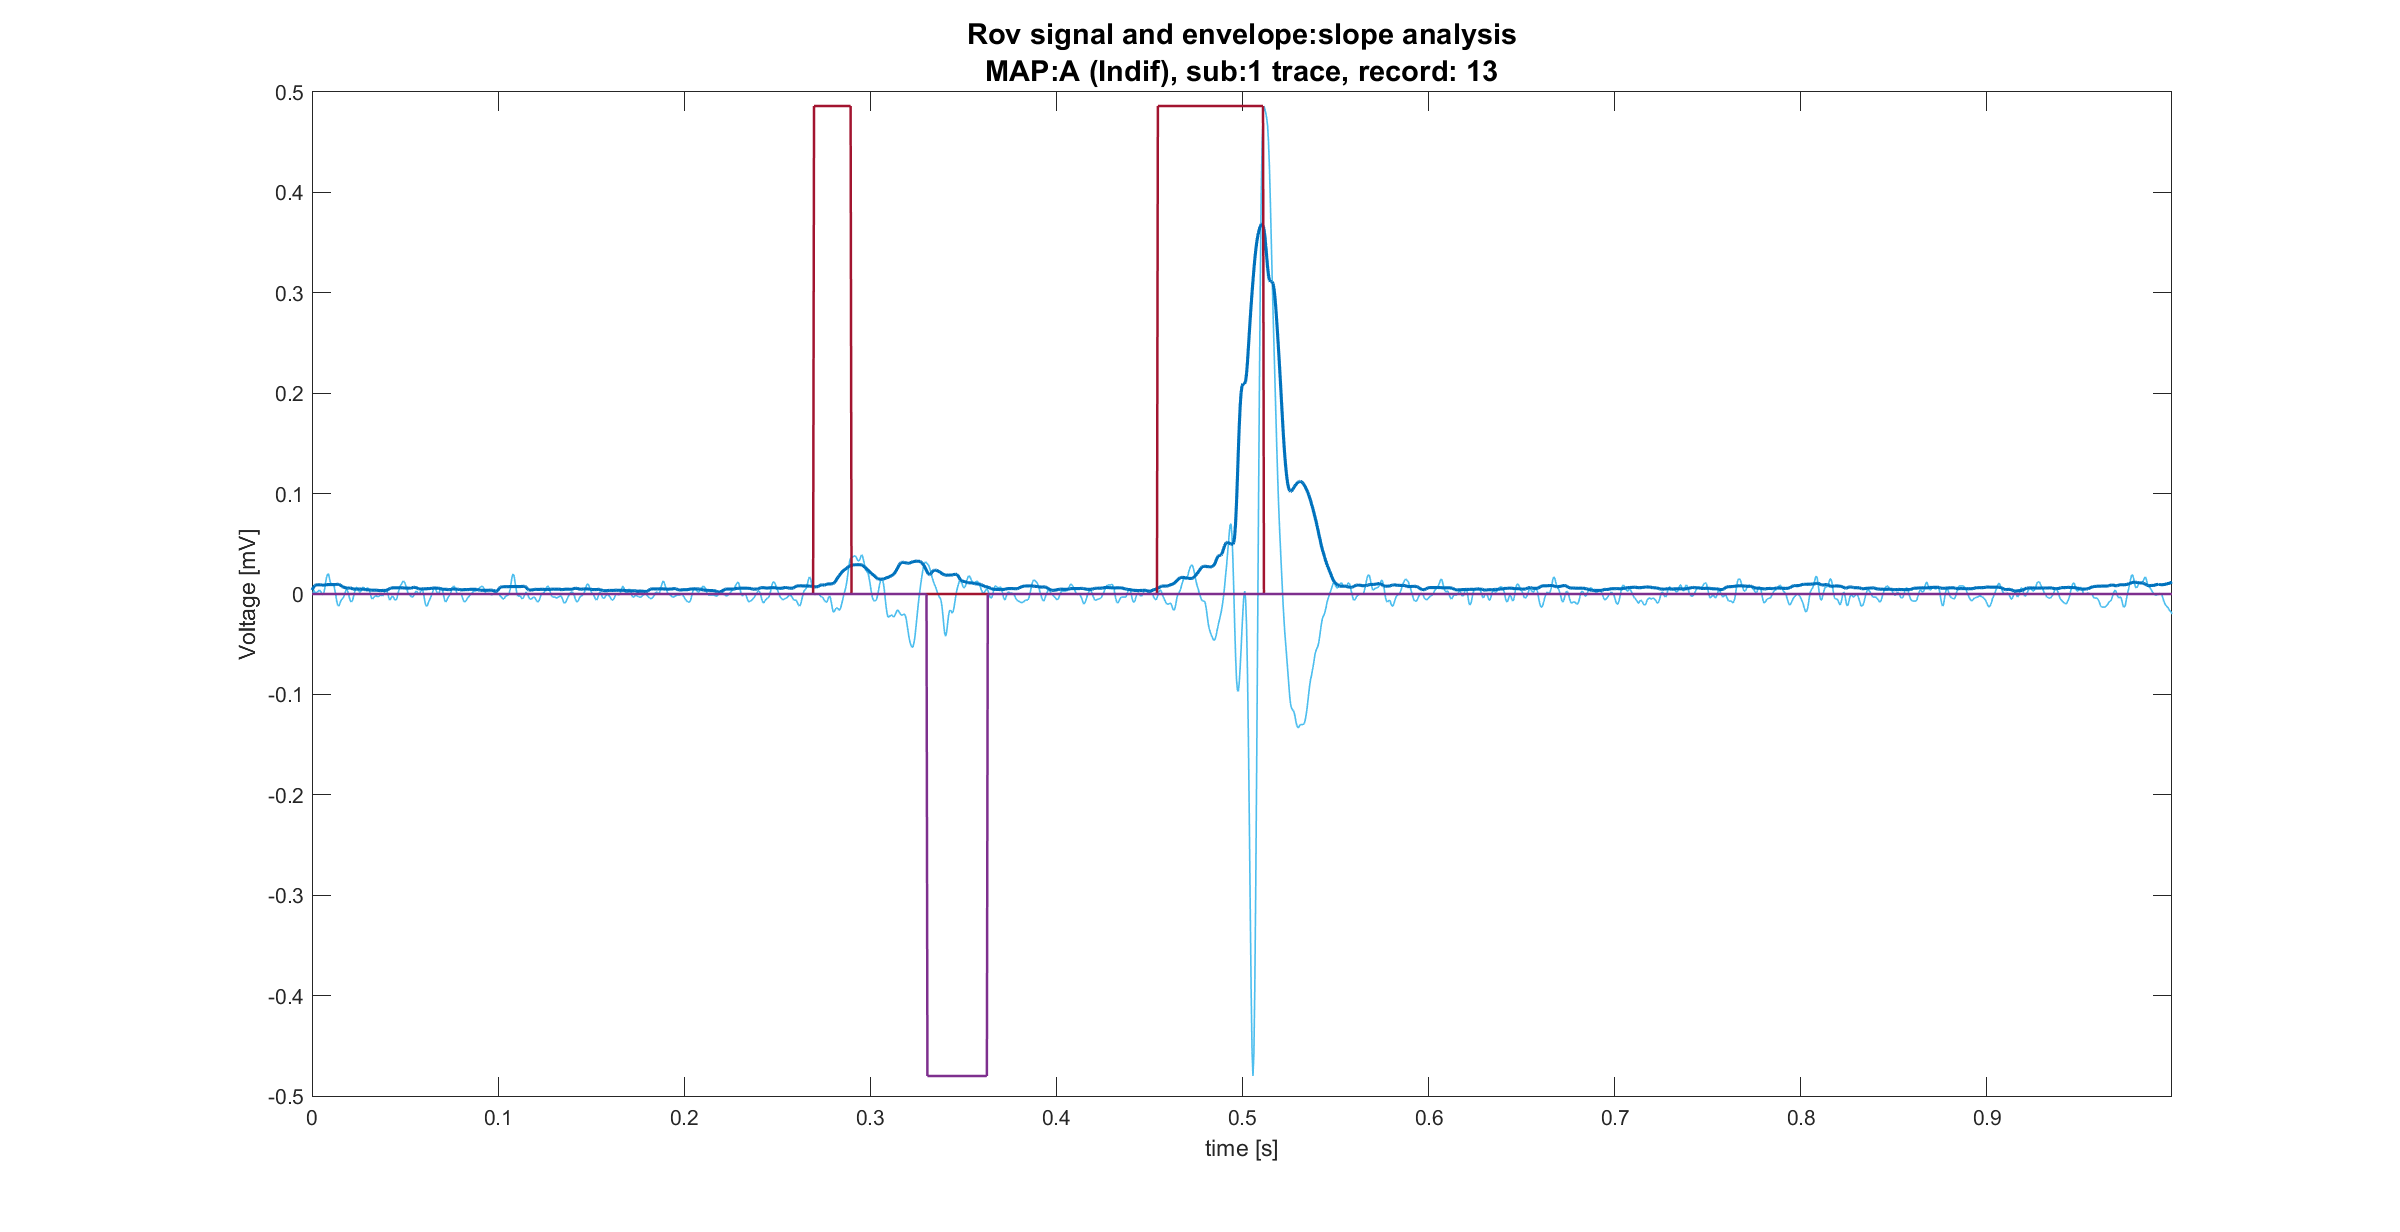 Rov signal and envelope:slope analysis
MAP:A (Indif), sub:1 trace, record: 13
0.5
0.4
0.3
0.2
0.1
0
-0.1
-0.2
-0.3
-0.4
-0.5
Voltage [mV]
0 0.1 0.2 0.3 0.4 0.5 0.6 0.7 0.8 0.9
time [s]